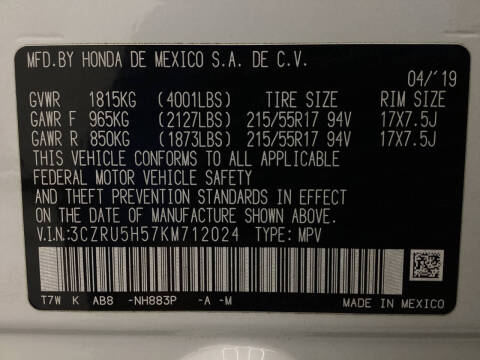 MFD.BY HONDA DE MEXICO S.A. DE C.V.
04/'19
GVWR 1815KG (4001LBS) TIRE SIZE RIM SIZE
GAWR F 965KG (2127LBS) 215/55R17 94V 17X7.5J
GAWR R 850KG (1873LBS) 215/55R17 94V 17X7.5J
THIS VEHICLE CONFORMS TO ALL APPLICABLE
FEDERAL MOTOR VEHICLE SAFETY
AND THEFT PREVENTION STANDARDS IN EFFECT
ON THE DATE OF MANUFACTURE SHOWN ABOVE.
V.I.N:3CZRU5H57KM712024 TYPE: MPV
T7W K AB8 -NH883P -A -M
MADE IN MEXICO